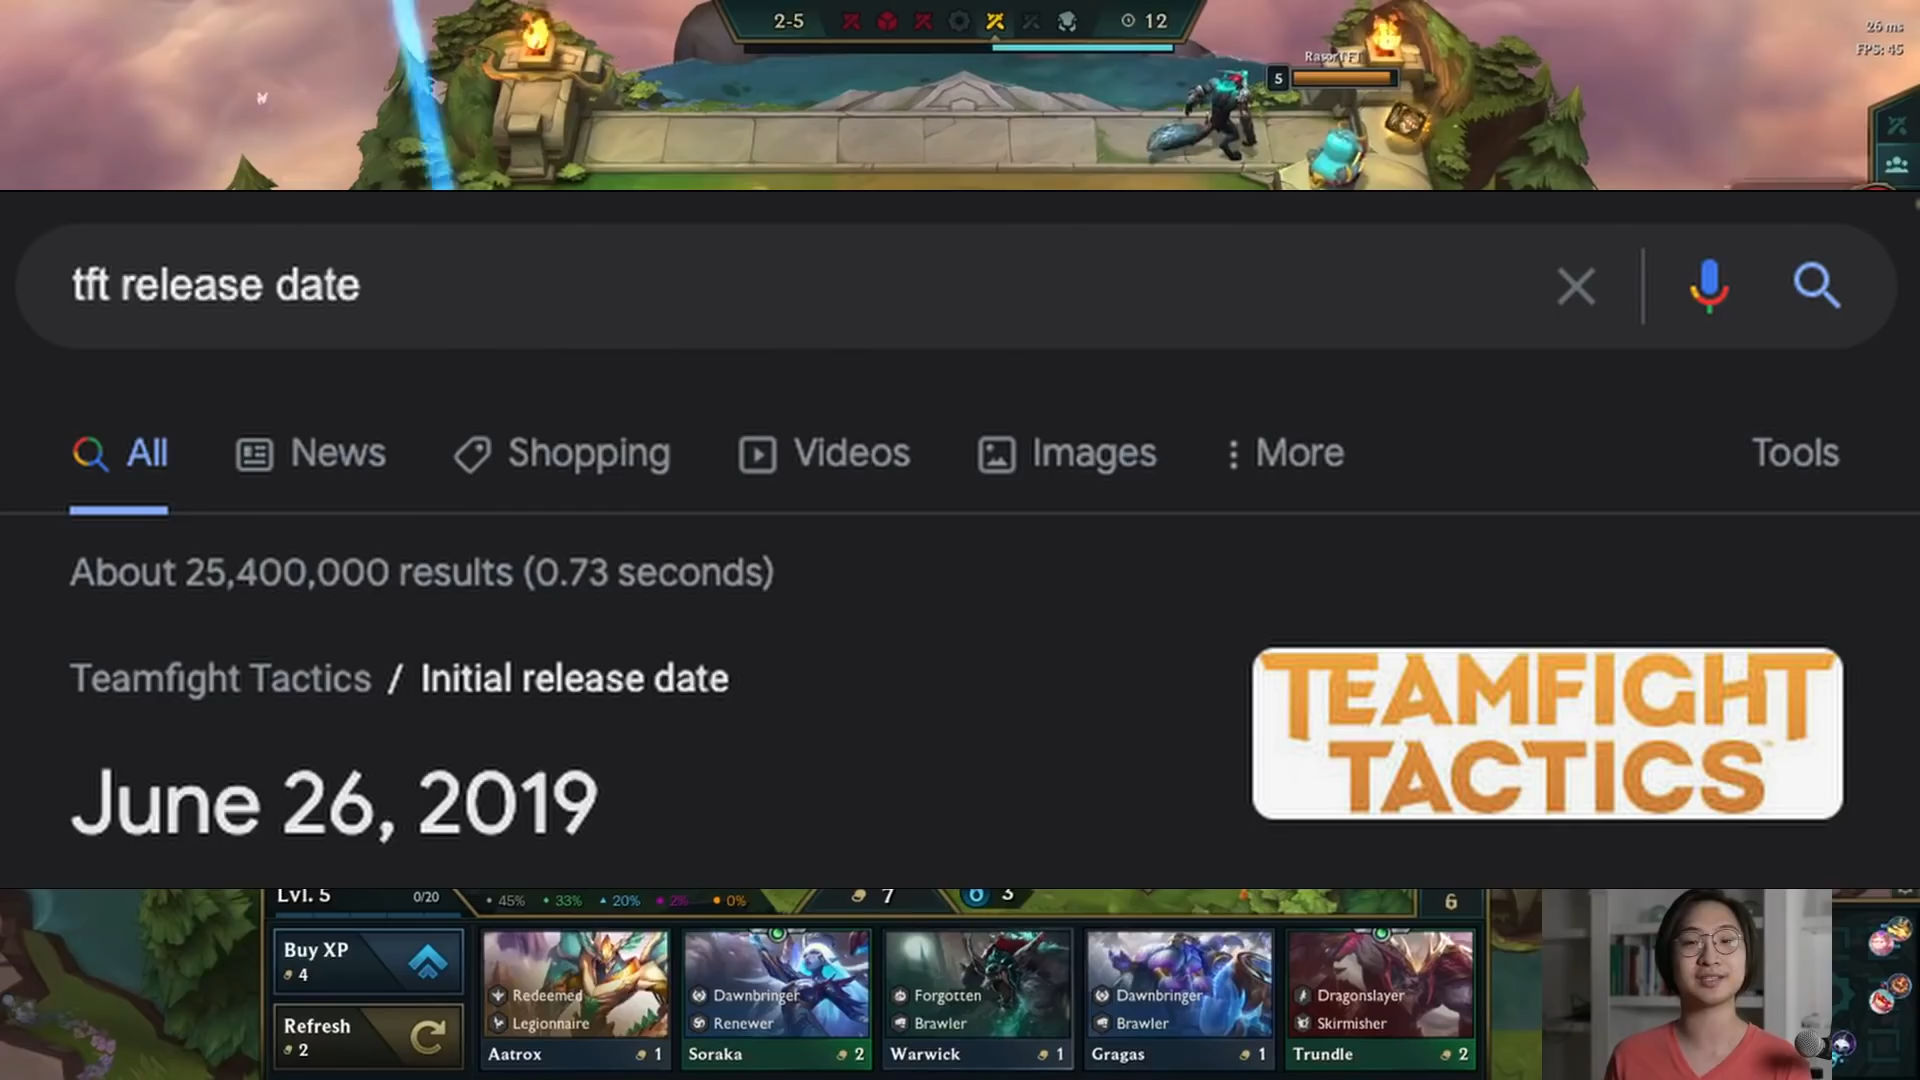 2-5
12
26 ms
FPS: 45
5
tft release date
All
News
Shopping
Videos
Images
More
Tools
About 25,400,000 results (0.73 seconds)
Teamfight Tactics / Initial release date
June 26, 2019
TEAMFIGHT
TACTICS
Lvl. 5
0/20
45%
33%
20%
2%
0%
7
3
6
Buy XP
4
Refresh
2
Redeemed
Legionnaire
Aatrox
1
Dawnbringer
Renewer
Soraka
2
Forgotten
Brawler
Warwick
1
Dawnbringer
Brawler
Gragas
1
Dragonslayer
Skirmisher
Trundle
2